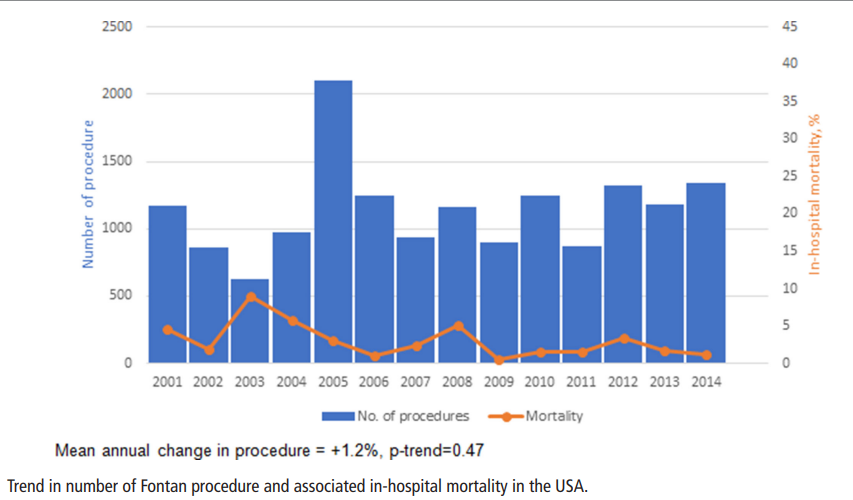 2500
2000
1500
1000
500
0
Number of procedure
45
40
35
30
25
20
15
10
5
0
In-hospital mortality, %
2001 2002 2003 2004 2005 2006 2007 2008 2009 2010 2011 2012 2013 2014
No. of procedures Mortality
Mean annual change in procedure = +1.2%, p-trend=0.47
Trend in number of Fontan procedure and associated in-hospital mortality in the USA.